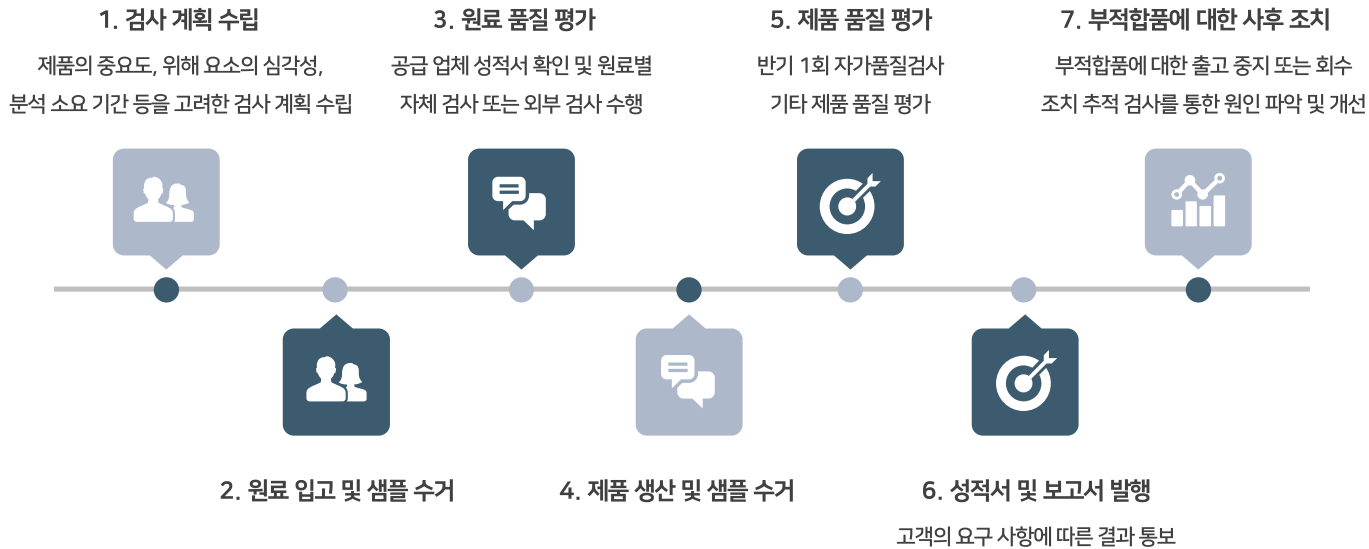 1. 검사 계획 수립
제품의 중요도, 위해 요소의 심각성,
분석 소요 기간 등을 고려한 검사 계획 수립
2. 원료 입고 및 샘플 수거
3. 원료 품질 평가
공급 업체 성적서 확인 및 원료별
자체 검사 또는 외부 검사 수행
4. 제품 생산 및 샘플 수거
5. 제품 품질 평가
반기 1회 자가품질검사
기타 제품 품질 평가
6. 성적서 및 보고서 발행
고객의 요구 사항에 따른 결과 통보
7. 부적합품에 대한 사후 조치
부적합품에 대한 출고 중지 또는 회수
조치 추적 검사를 통한 원인 파악 및 개선